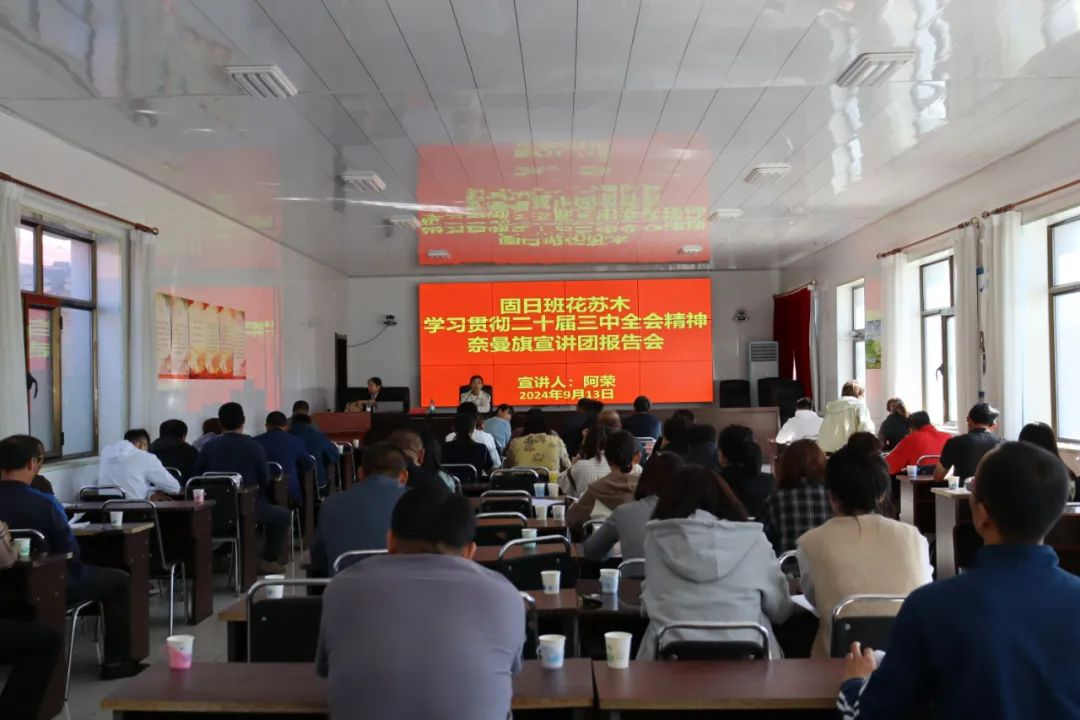 固日班花苏木
学习贯彻二十届三中全会精神
奈曼旗宣讲团报告会
宣讲人：阿荣
2024年9月13日